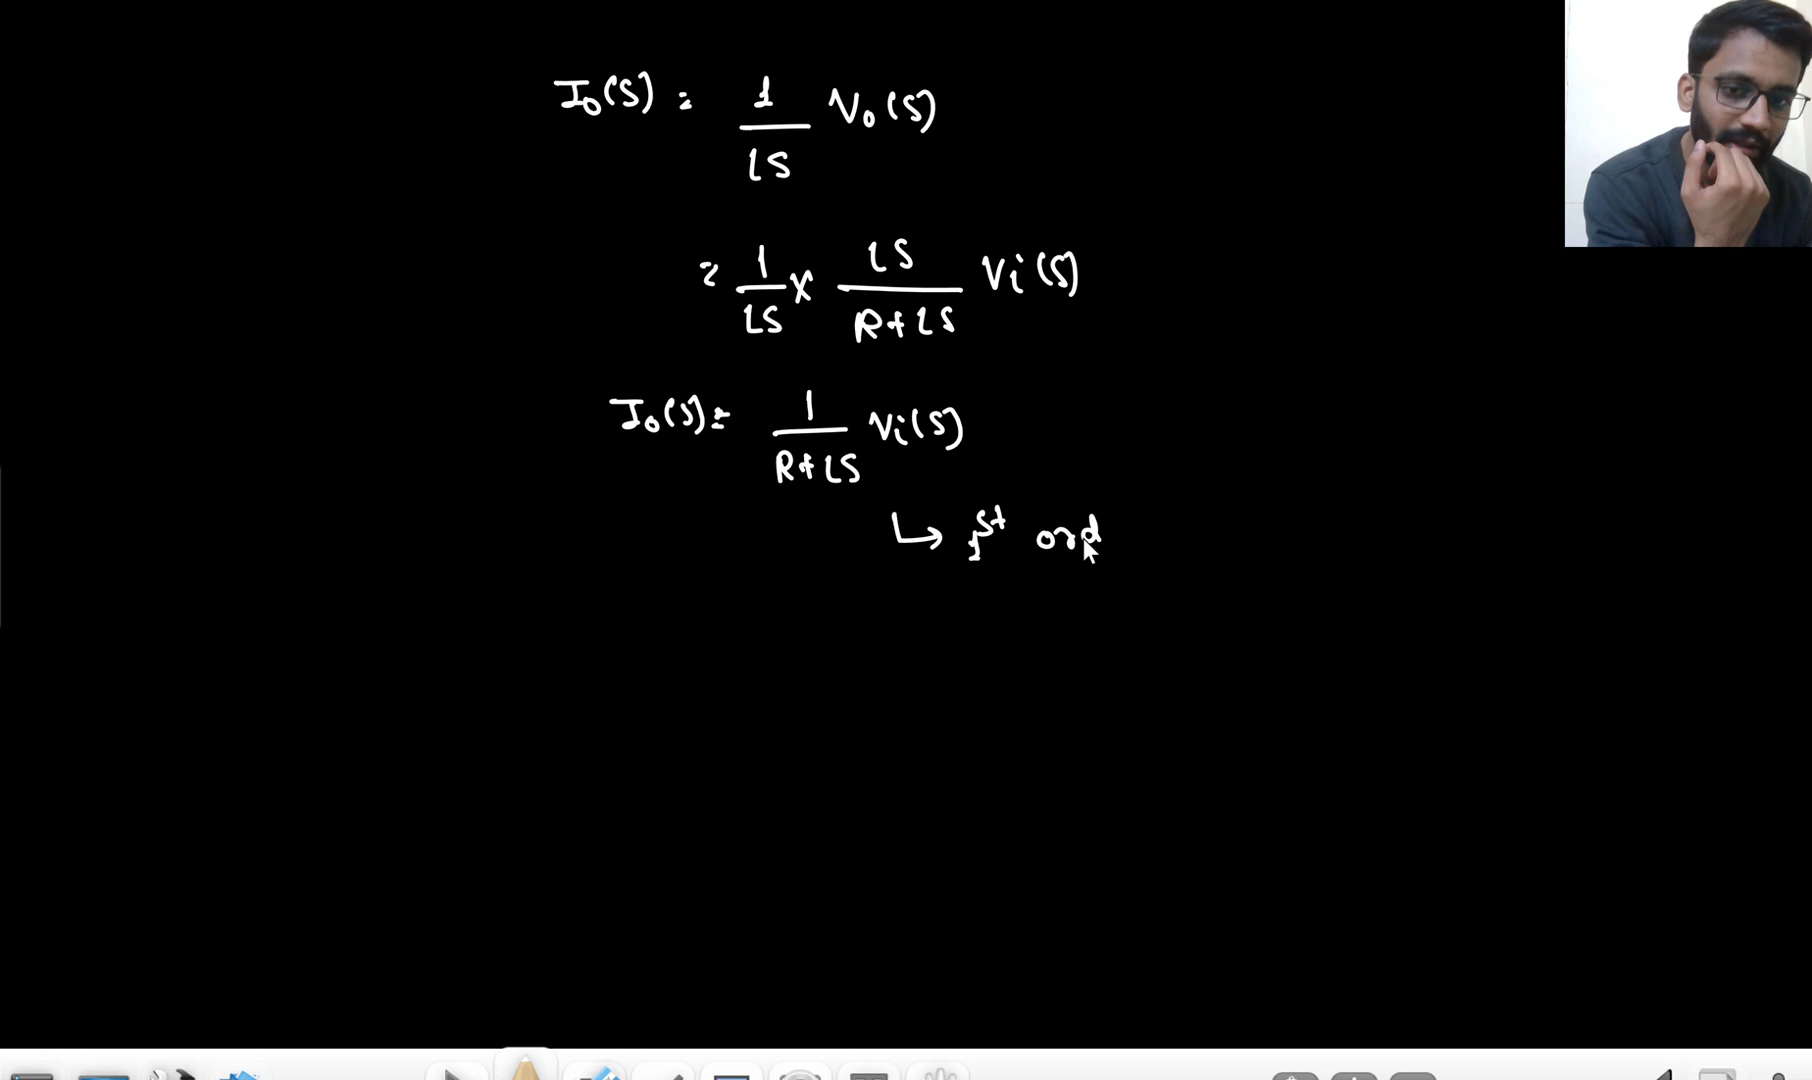 I₀(S) = 1/LS V₀(S)
= 1/LS × LS/R+LS Vi(S)
I₀(S) = 1/R+LS Vi(S)
↳ 1st ord